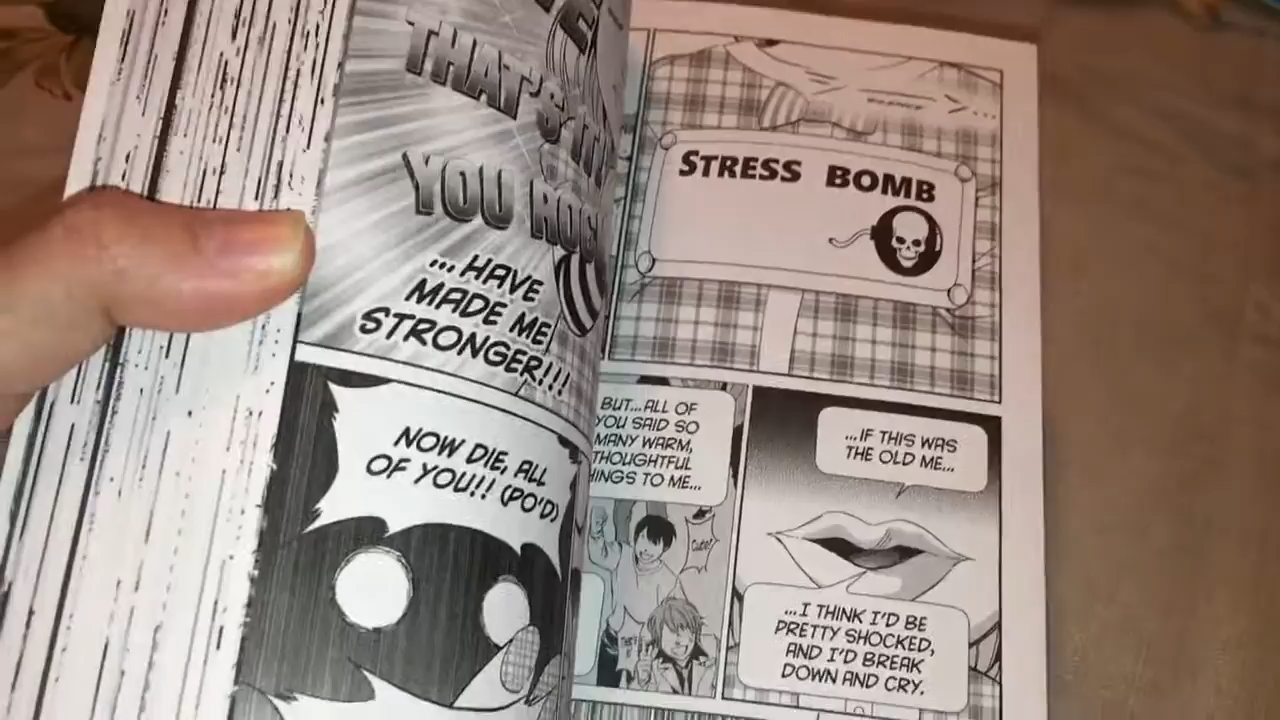 STRESS BOMB
...IF THIS WAS
THE OLD ME...
...I THINK I'D BE
PRETTY SHOCKED,
AND I'D BREAK
DOWN AND CRY.
BUT...ALL OF
YOU SAID SO
MANY WARM,
THOUGHTFUL
THINGS TO ME...
CUTE!
THAT'S IT!
YOU ROCK
...HAVE
MADE ME
STRONGER!!!
NOW DIE, ALL
OF YOU!! (PO'D)